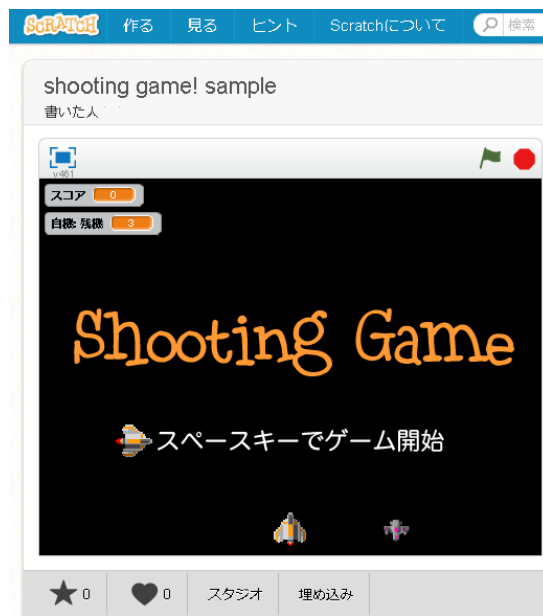 SCRATCH 作る 見る ヒント Scratchについて 検索
shooting game! sample
書いた人
v461
スコア 0
自機: 残機 3
Shooting Game
スペースキーでゲーム開始
0 0 スタジオ 埋め込み